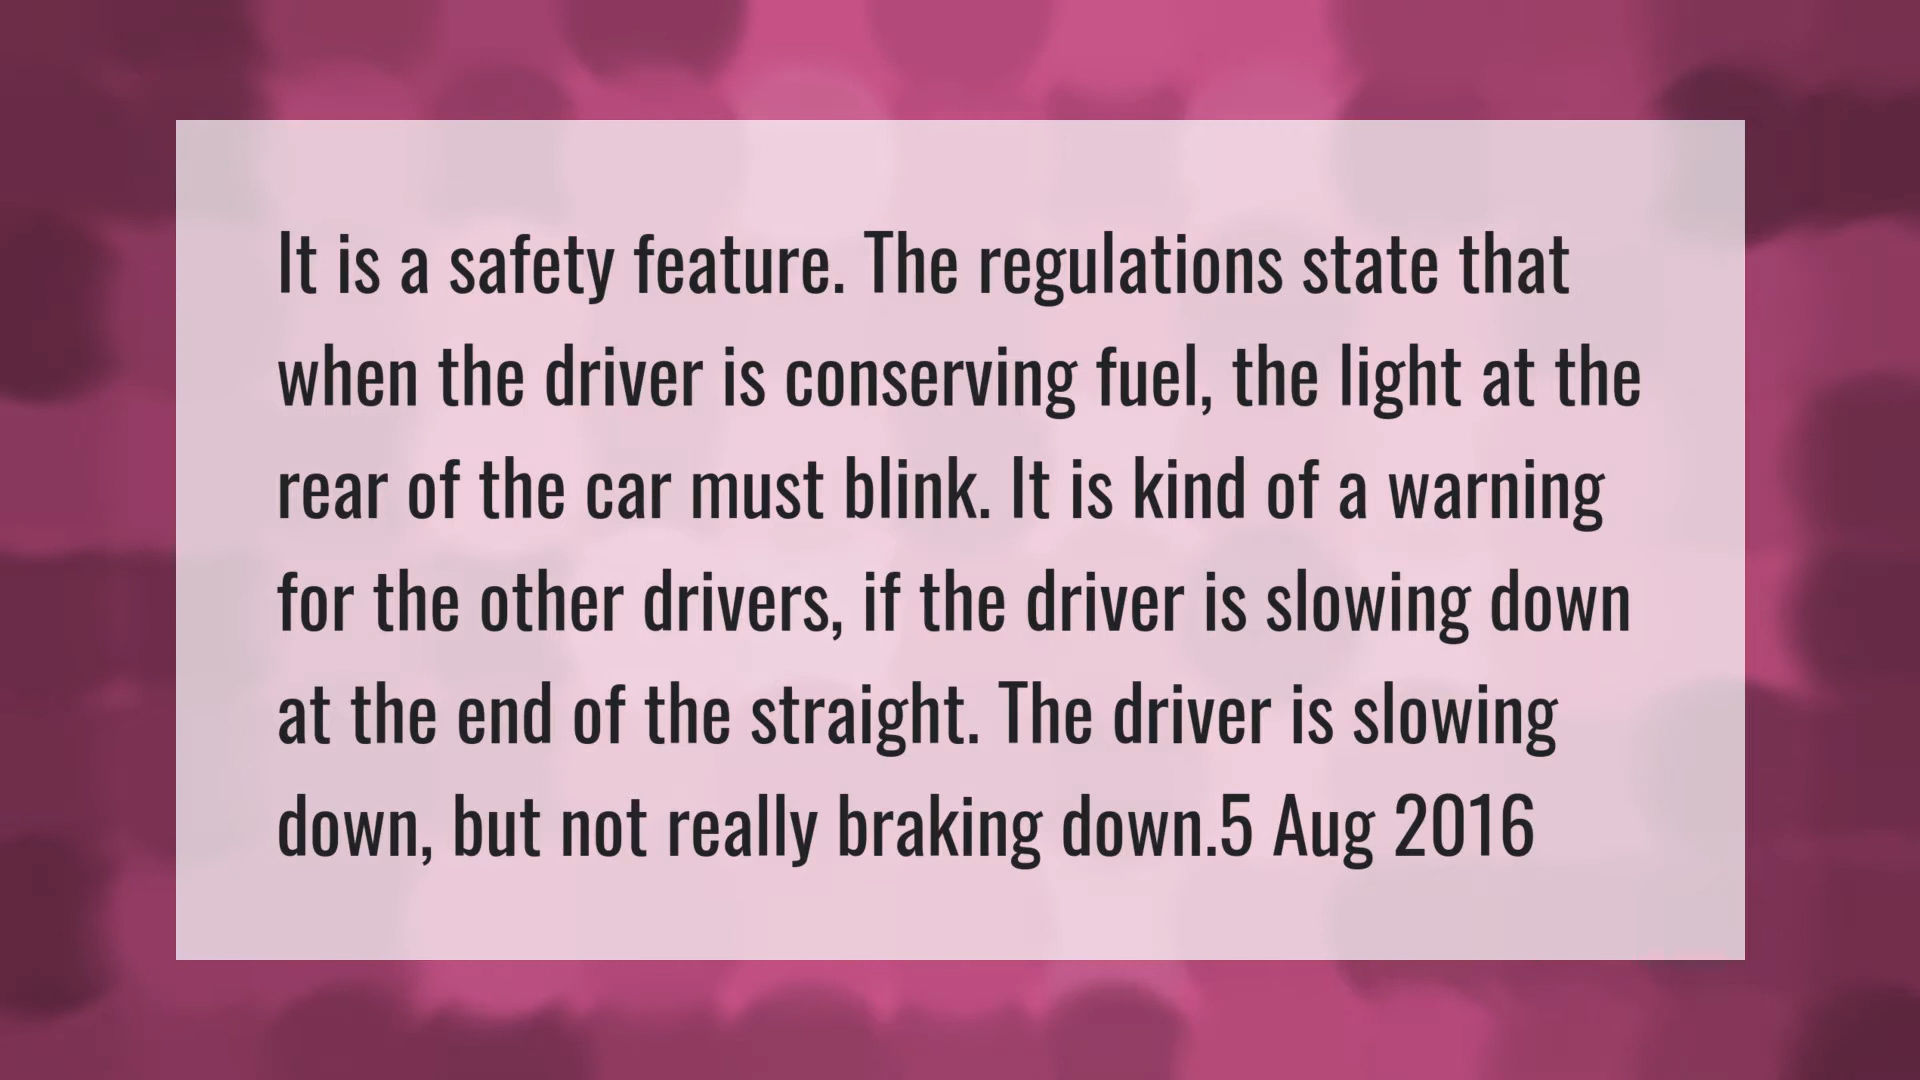 It is a safety feature. The regulations state that
when the driver is conserving fuel, the light at the
rear of the car must blink. It is kind of a warning
for the other drivers, if the driver is slowing down
at the end of the straight. The driver is slowing
down, but not really braking down.5 Aug 2016